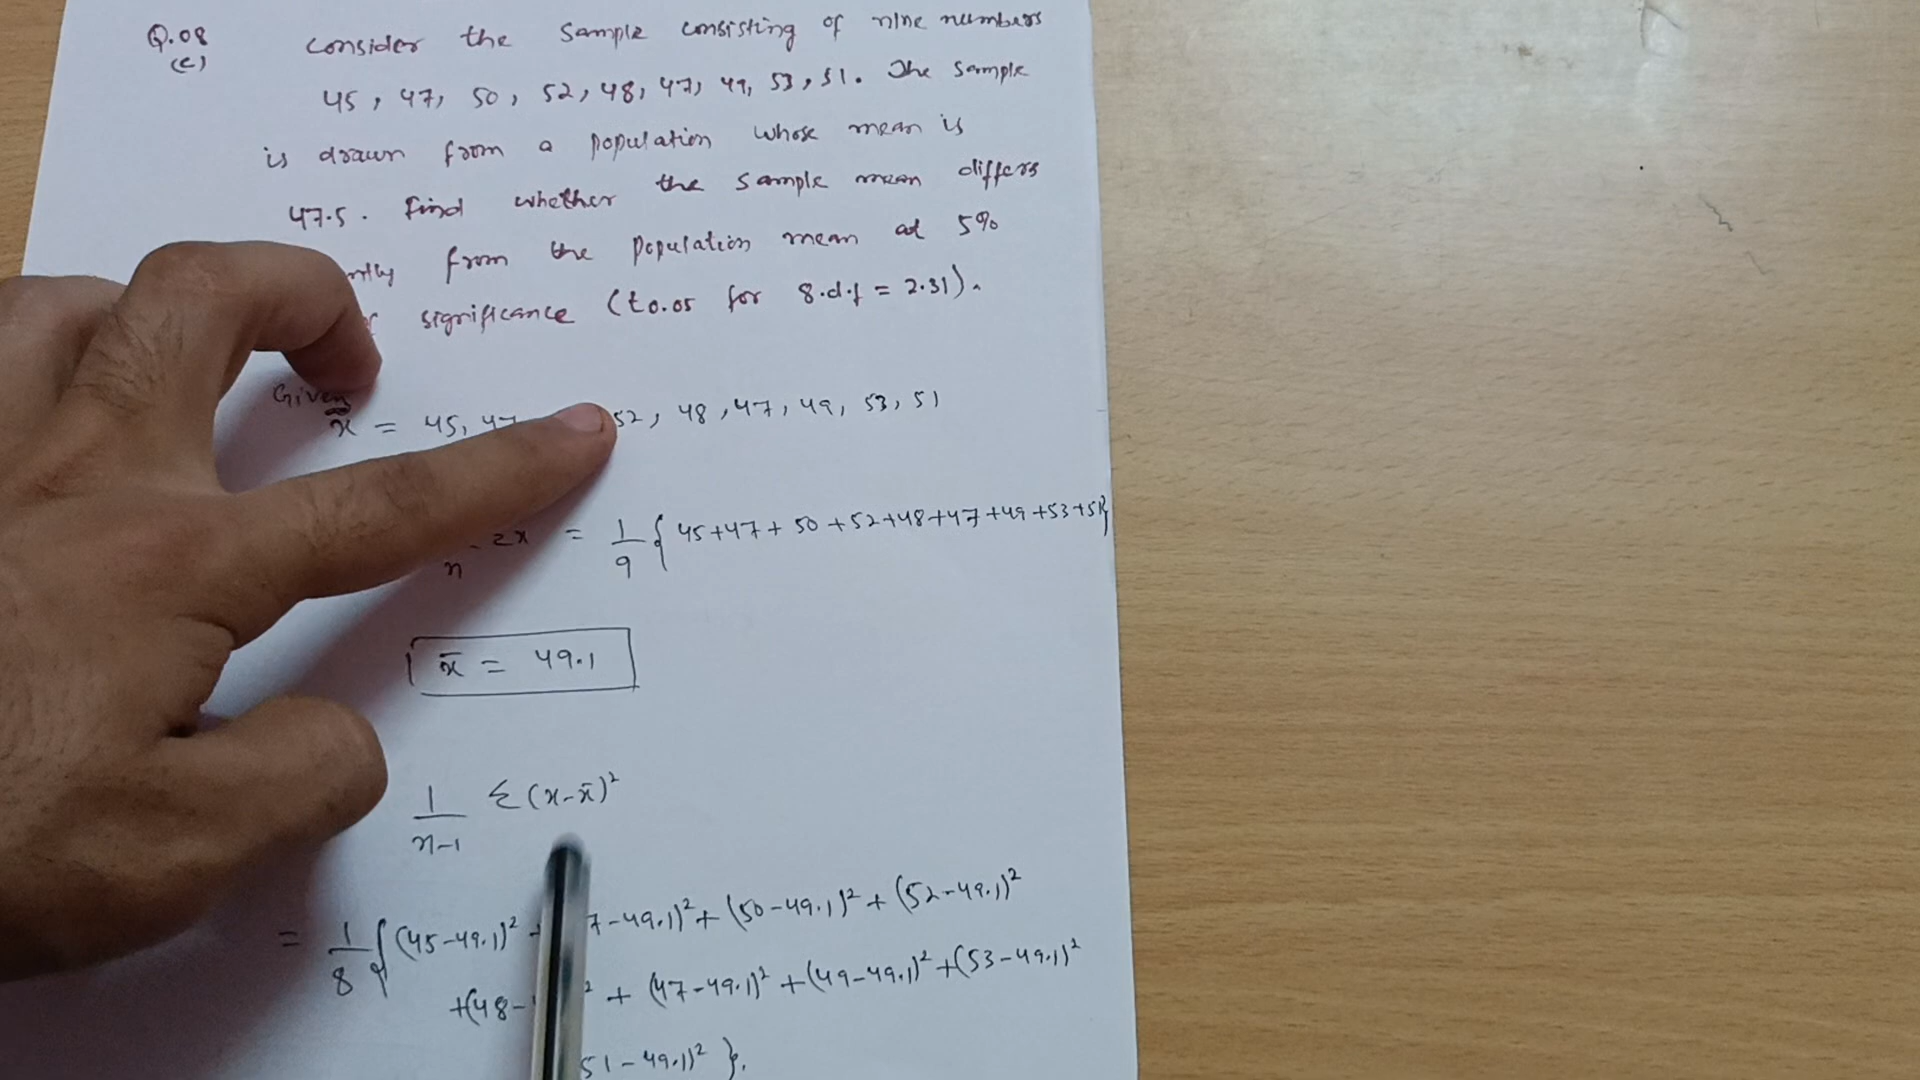 Q.08 consider the sample consisting of nine numbers
(c)
45, 47, 50, 52, 48, 47, 49, 53, 51. The sample
is drawn from a population whose mean is
47.5. find whether the sample mean differs
from the population mean at 5%
significance (t0.05 for 8.d.f = 2.31).
Given
x = 45, 47 52, 48, 47, 49, 53, 51
n Σx = 1/9 { 45+47+50+52+48+47+49+53+51}
x̄ = 49.1
1/n-1 Σ(x-x̄)²
= 1/8 { (45-49.1)² + 7-49.1)² + (50-49.1)² + (52-49.1)²
+(48- ² + (47-49.1)² + (49-49.1)² + (53-49.1)²
51-49.1)² }.